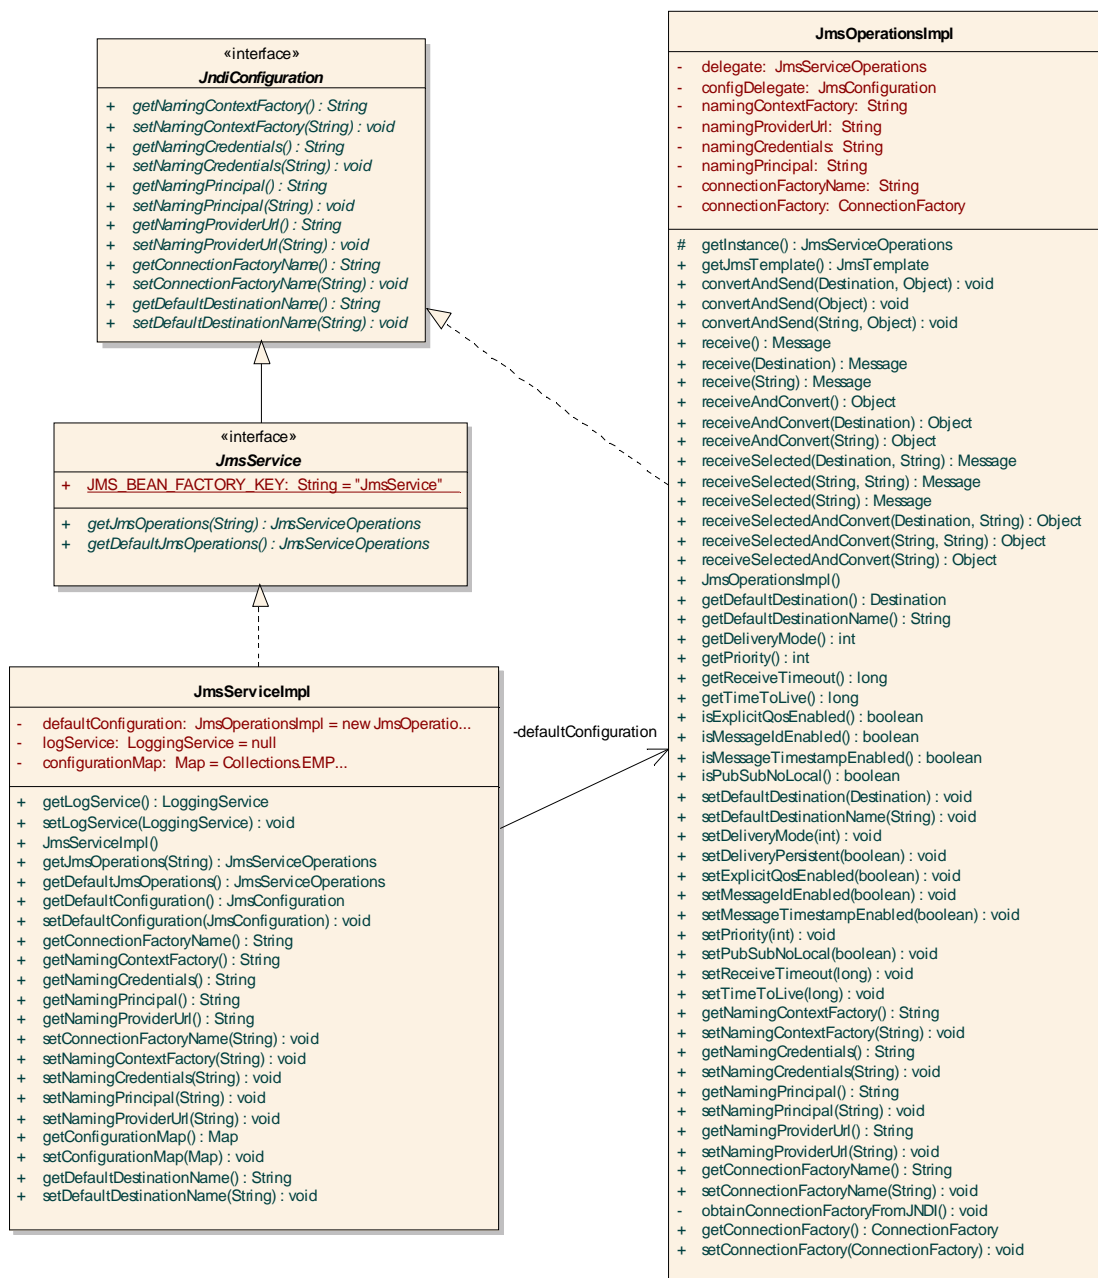 «interface»
JndiConfiguration
+ getNamingContextFactory() : String
+ setNamingContextFactory(String) : void
+ getNamingCredentials() : String
+ setNamingCredentials(String) : void
+ getNamingPrincipal() : String
+ setNamingPrincipal(String) : void
+ getNamingProviderUrl() : String
+ setNamingProviderUrl(String) : void
+ getConnectionFactoryName() : String
+ setConnectionFactoryName(String) : void
+ getDefaultDestinationName() : String
+ setDefaultDestinationName(String) : void
«interface»
JmsService
+ JMS_BEAN_FACTORY_KEY: String = "JmsService"
+ getJmsOperations(String) : JmsServiceOperations
+ getDefaultJmsOperations() : JmsServiceOperations
JmsServiceImpl
- defaultConfiguration: JmsOperationsImpl = new JmsOperatio...
- logService: LoggingService = null
- configurationMap: Map = Collections.EMP...
+ getLogService() : LoggingService
+ setLogService(LoggingService) : void
+ JmsServiceImpl()
+ getJmsOperations(String) : JmsServiceOperations
+ getDefaultJmsOperations() : JmsServiceOperations
+ getDefaultConfiguration() : JmsConfiguration
+ setDefaultConfiguration(JmsConfiguration) : void
+ getConnectionFactoryName() : String
+ getNamingContextFactory() : String
+ getNamingCredentials() : String
+ getNamingPrincipal() : String
+ getNamingProviderUrl() : String
+ setConnectionFactoryName(String) : void
+ setNamingContextFactory(String) : void
+ setNamingCredentials(String) : void
+ setNamingPrincipal(String) : void
+ setNamingProviderUrl(String) : void
+ getConfigurationMap() : Map
+ setConfigurationMap(Map) : void
+ getDefaultDestinationName() : String
+ setDefaultDestinationName(String) : void
-defaultConfiguration
JmsOperationsImpl
- delegate: JmsServiceOperations
- configDelegate: JmsConfiguration
- namingContextFactory: String
- namingProviderUrl: String
- namingCredentials: String
- namingPrincipal: String
- connectionFactoryName: String
- connectionFactory: ConnectionFactory
# getInstance() : JmsServiceOperations
+ getJmsTemplate() : JmsTemplate
+ convertAndSend(Destination, Object) : void
+ convertAndSend(Object) : void
+ convertAndSend(String, Object) : void
+ receive() : Message
+ receive(Destination) : Message
+ receive(String) : Message
+ receiveAndConvert() : Object
+ receiveAndConvert(Destination) : Object
+ receiveAndConvert(String) : Object
+ receiveSelected(Destination, String) : Message
+ receiveSelected(String, String) : Message
+ receiveSelected(String) : Message
+ receiveSelectedAndConvert(Destination, String) : Object
+ receiveSelectedAndConvert(String, String) : Object
+ receiveSelectedAndConvert(String) : Object
+ JmsOperationsImpl()
+ getDefaultDestination() : Destination
+ getDefaultDestinationName() : String
+ getDeliveryMode() : int
+ getPriority() : int
+ getReceiveTimeout() : long
+ getTimeToLive() : long
+ isExplicitQosEnabled() : boolean
+ isMessageIdEnabled() : boolean
+ isMessageTimestampEnabled() : boolean
+ isPubSubNoLocal() : boolean
+ setDefaultDestination(Destination) : void
+ setDefaultDestinationName(String) : void
+ setDeliveryMode(int) : void
+ setDeliveryPersistent(boolean) : void
+ setExplicitQosEnabled(boolean) : void
+ setMessageIdEnabled(boolean) : void
+ setMessageTimestampEnabled(boolean) : void
+ setPriority(int) : void
+ setPubSubNoLocal(boolean) : void
+ setReceiveTimeout(long) : void
+ setTimeToLive(long) : void
+ getNamingContextFactory() : String
+ setNamingContextFactory(String) : void
+ getNamingCredentials() : String
+ setNamingCredentials(String) : void
+ getNamingPrincipal() : String
+ setNamingPrincipal(String) : void
+ getNamingProviderUrl() : String
+ setNamingProviderUrl(String) : void
+ getConnectionFactoryName() : String
+ setConnectionFactoryName(String) : void
- obtainConnectionFactoryFromJNDI() : void
+ getConnectionFactory() : ConnectionFactory
+ setConnectionFactory(ConnectionFactory) : void